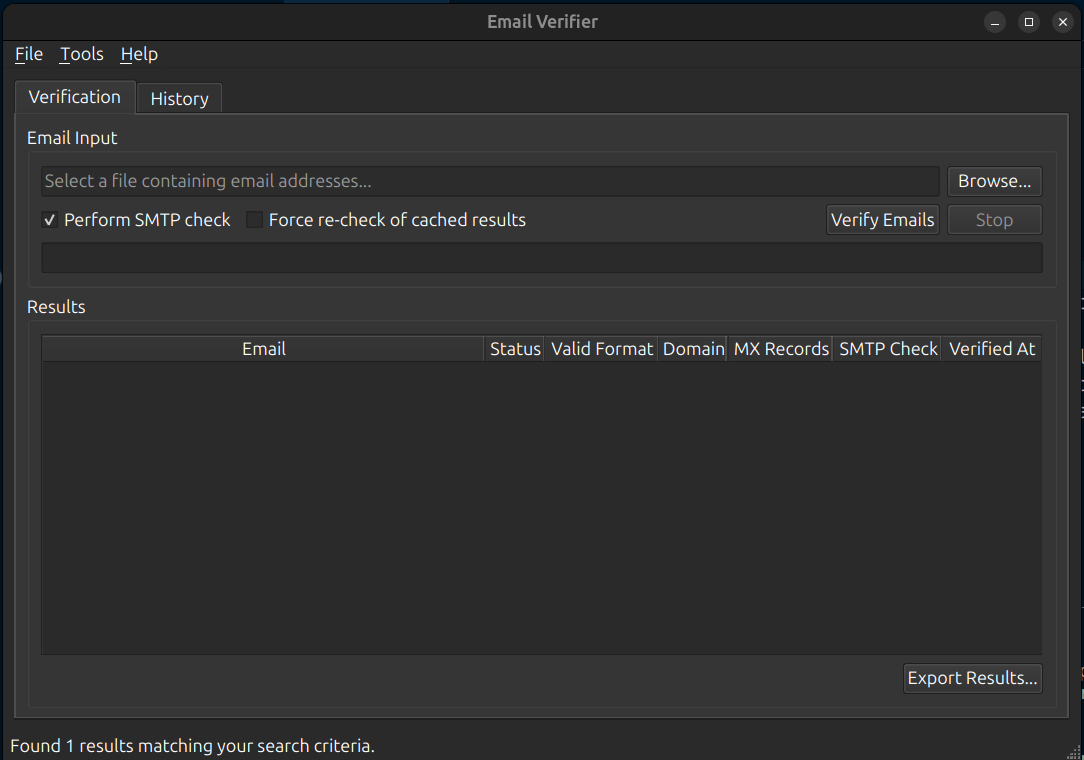 Email Verifier
File Tools Help
Verification History
Email Input
Select a file containing email addresses... Browse...
Perform SMTP check Force re-check of cached results Verify Emails Stop
Results
Email Status Valid Format Domain MX Records SMTP Check Verified At
Export Results...
Found 1 results matching your search criteria.